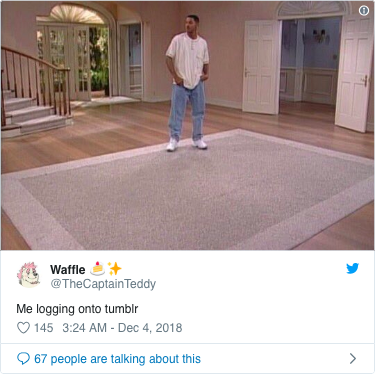 Waffle 🍰✨
@TheCaptainTeddy
Me logging onto tumblr
145 3:24 AM - Dec 4, 2018
67 people are talking about this